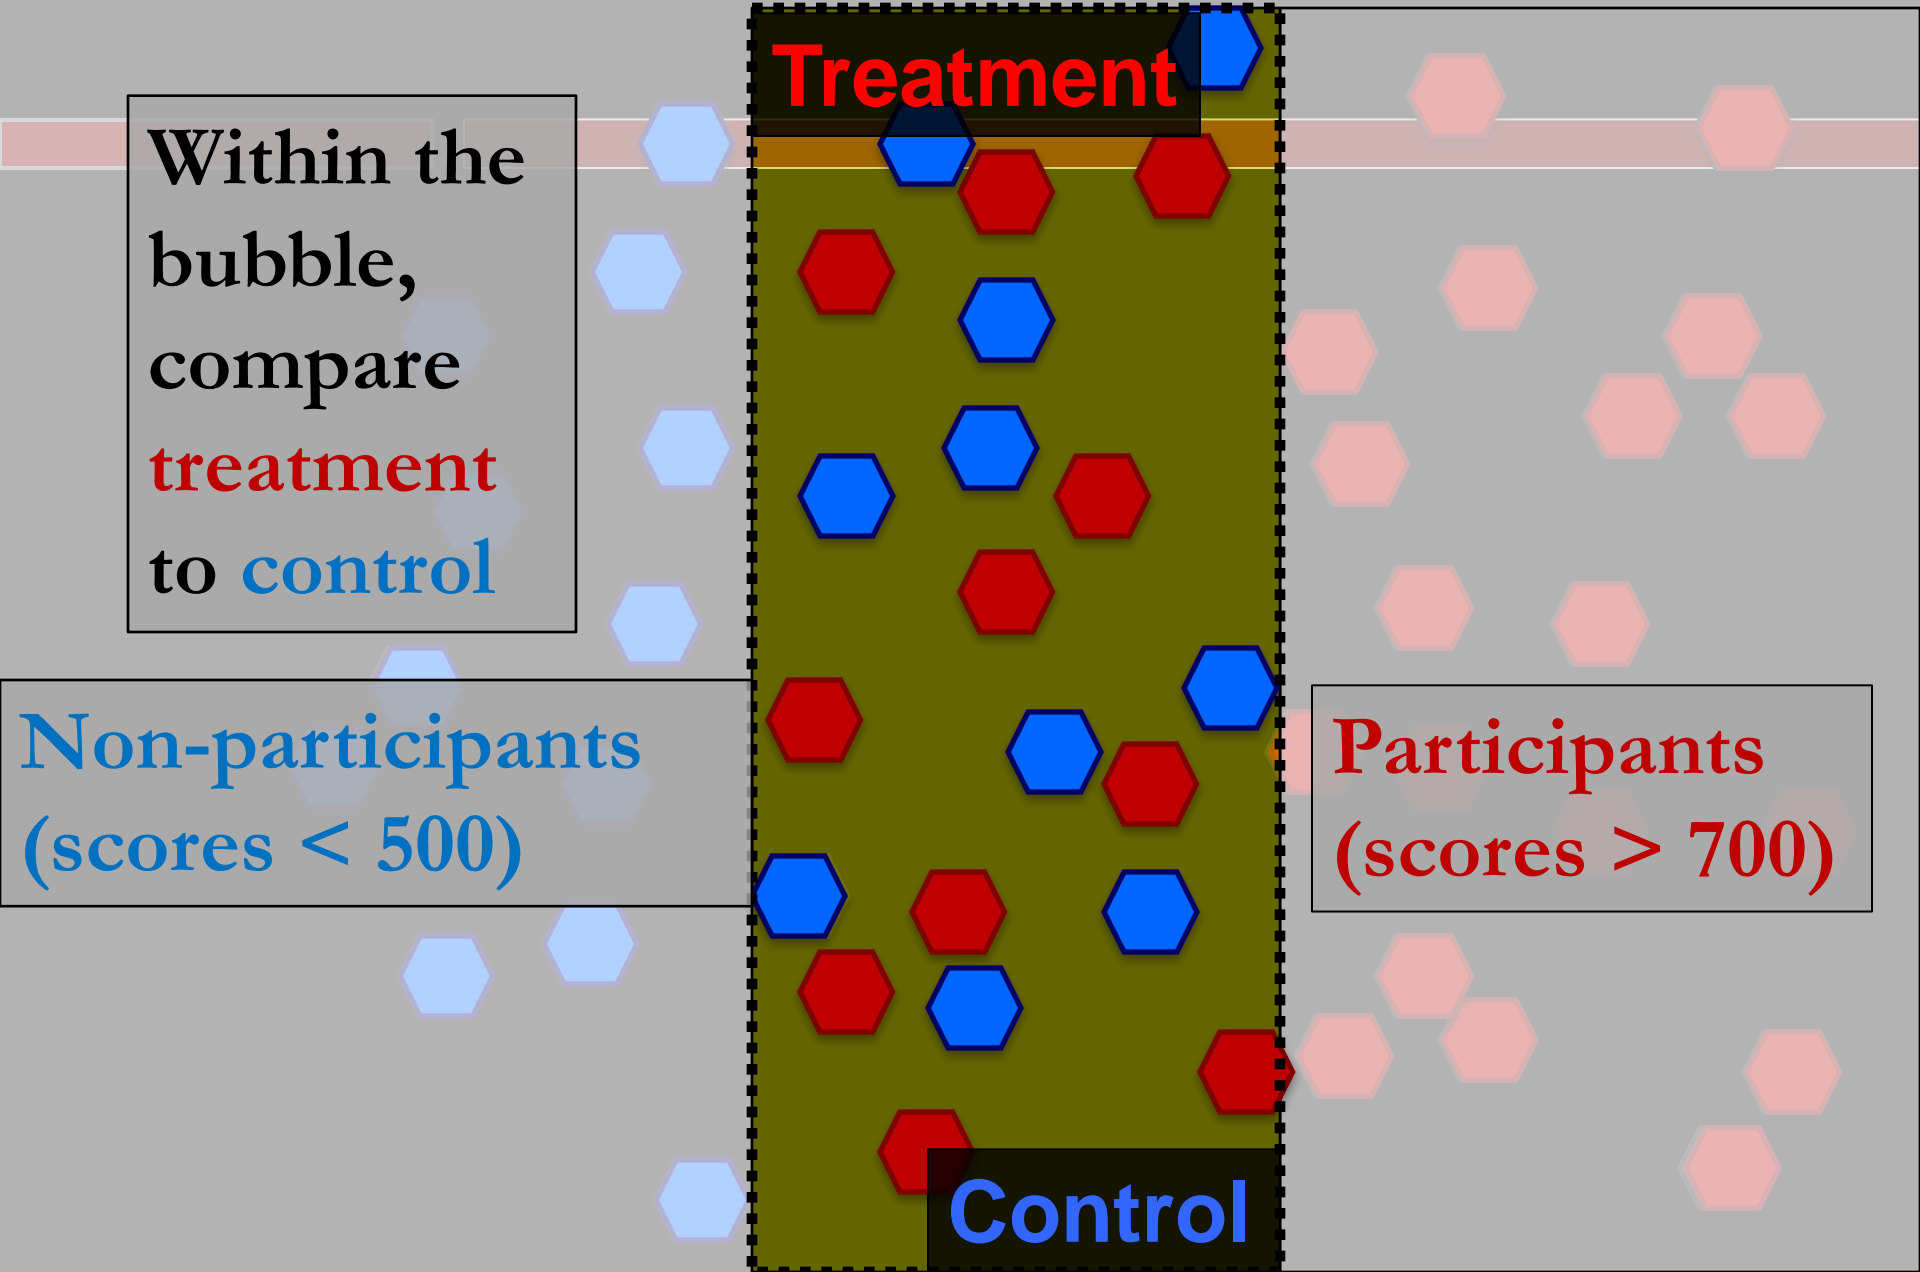 Treatment
Within the
bubble,
compare
treatment
to control
Non-participants
(scores < 500)
Participants
(scores > 700)
Control